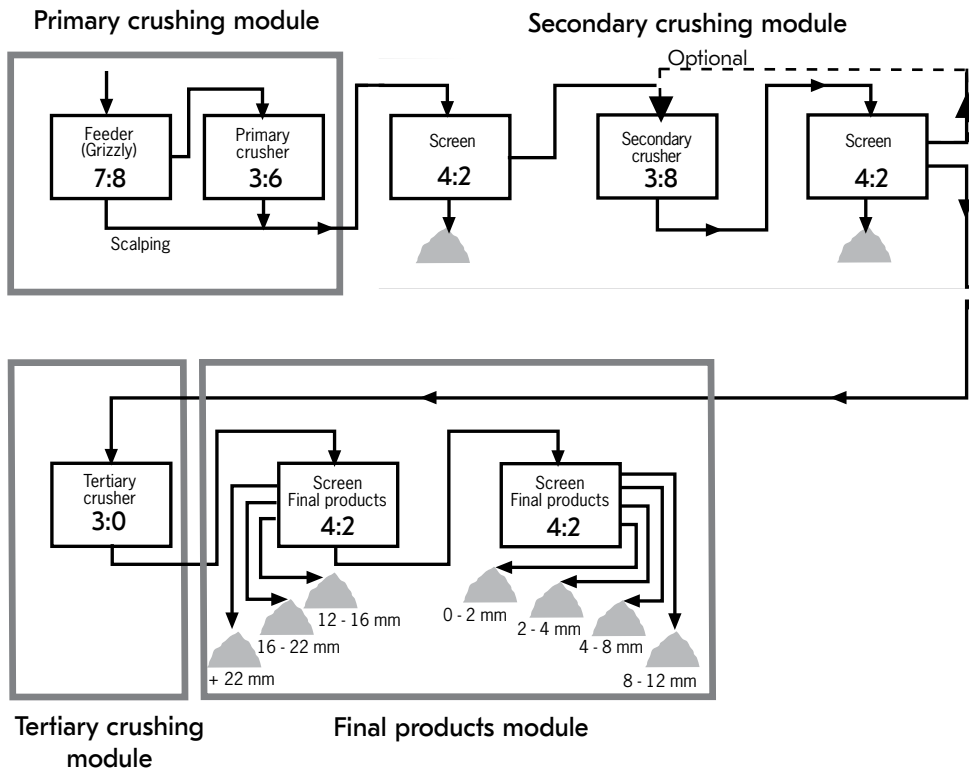 Primary crushing module
Secondary crushing module
Optional
Feeder
(Grizzly)
7:8
Primary
crusher
3:6
Screen
4:2
Secondary
crusher
3:8
Screen
4:2
Scalping
Tertiary
crusher
3:0
Screen
Final products
4:2
Screen
Final products
4:2
12 - 16 mm
16 - 22 mm
+ 22 mm
0 - 2 mm
2 - 4 mm
4 - 8 mm
8 - 12 mm
Tertiary crushing
module
Final products module